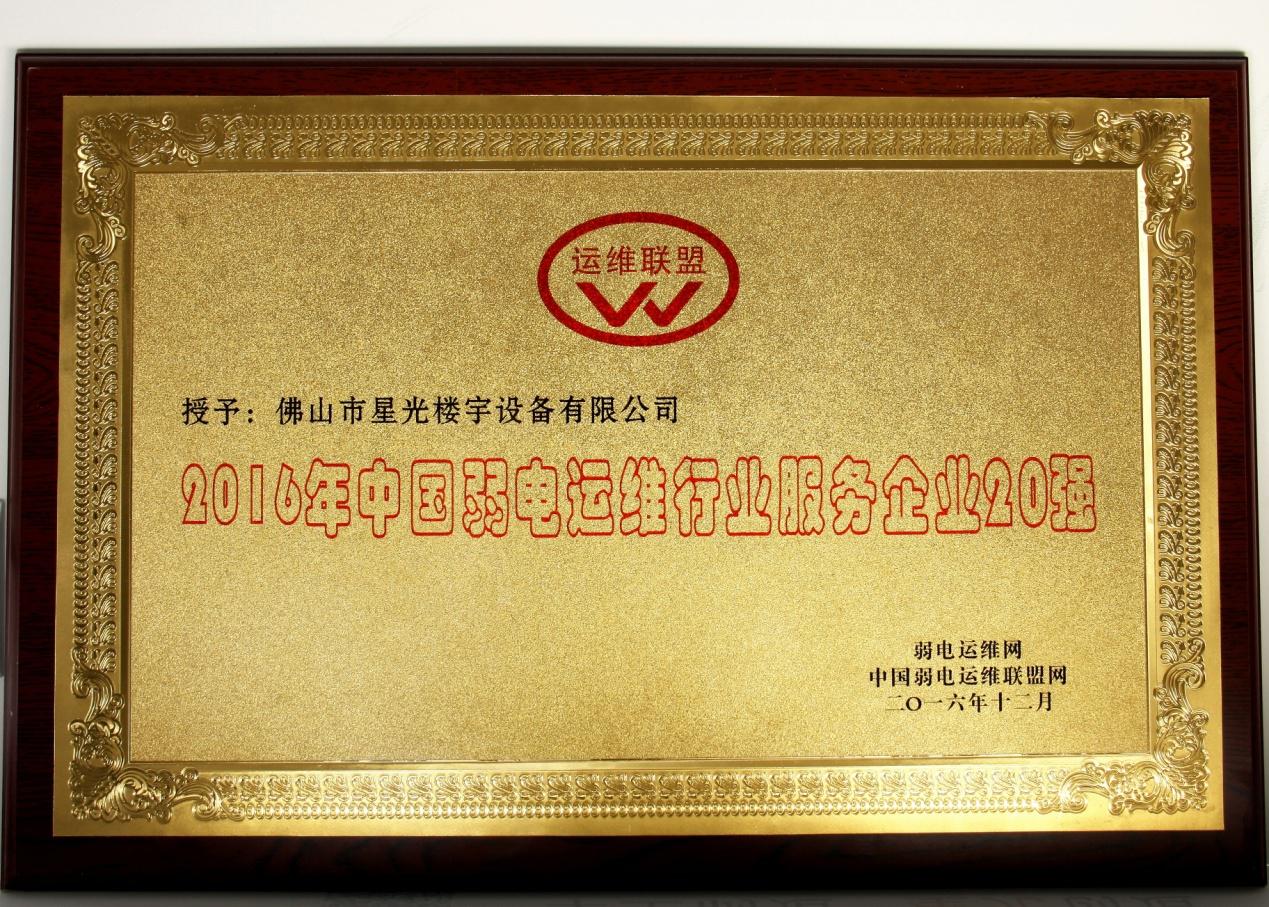 运维联盟
授予：佛山市星光楼宇设备有限公司
2016年中国弱电运维行业服务企业20强
弱电运维网
中国弱电运维联盟网
二〇一六年十二月